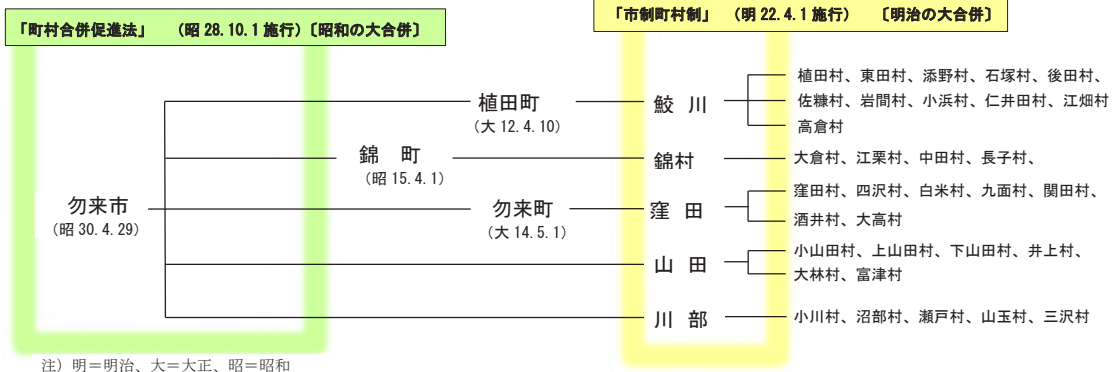 「町村合併促進法」 （昭 28.10.1 施行）〔昭和の大合併〕
「市制町村制」 （明 22.4.1 施行） 〔明治の大合併〕
勿来市
（昭 30.4.29）
植田町
（大 12.4.10）
錦 町
（昭 15.4.1）
勿来町
（大 14.5.1）
鮫 川
植田村、東田村、添野村、石塚村、後田村、
佐糠村、岩間村、小浜村、仁井田村、江畑村
高倉村
錦村
大倉村、江栗村、中田村、長子村、
窪 田
窪田村、四沢村、白米村、九面村、関田村、
酒井村、大高村
山 田
小山田村、上山田村、下山田村、井上村、
大林村、富津村
川 部
小川村、沼部村、瀬戸村、山玉村、三沢村
注）明＝明治、大＝大正、昭＝昭和